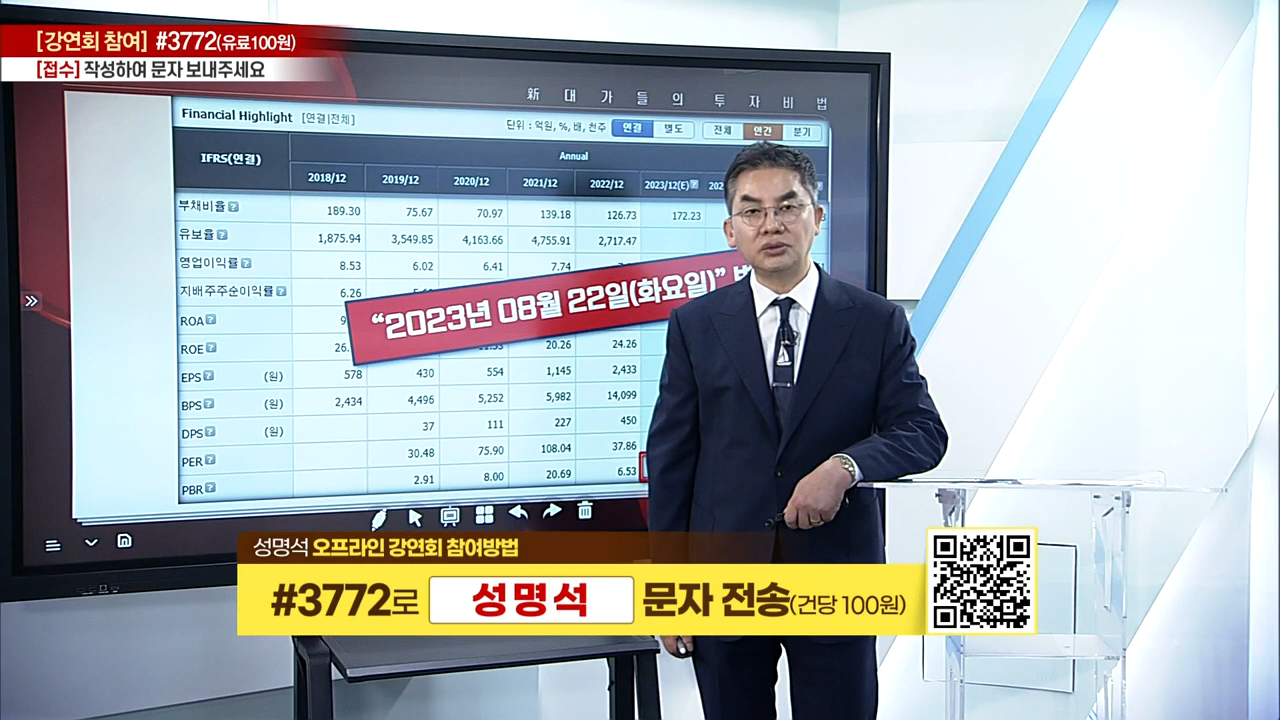 [강연회 참여] #3772(유료100원)
[접수] 작성하여 문자 보내주세요
新 대 가 들 의 투 자 비 법
Financial Highlight [연결|전체]
단위 : 억원, %, 배, 천주 연결 별도 전체 연간 분기
IFRS(연결) Annual
2018/12 2019/12 2020/12 2021/12 2022/12 2023/12(E)
부채비율 189.30 75.67 70.97 139.18 126.73 172.23
유보율 1,875.94 3,549.85 4,163.66 4,755.91 2,717.47
영업이익률 8.53 6.02 6.41 7.74
지배주주순이익률 6.26
“2023년 08월 22일(화요일)”
ROA
ROE 20.26 24.26
EPS (원) 578 430 554 1,145 2,433
BPS (원) 2,434 4,496 5,252 5,982 14,099
DPS (원) 37 111 227 450
PER 30.48 75.90 108.04 37.86
PBR 2.91 8.00 20.69 6.53
성명석 오프라인 강연회 참여방법
#3772로 성명석 문자 전송(건당 100원)